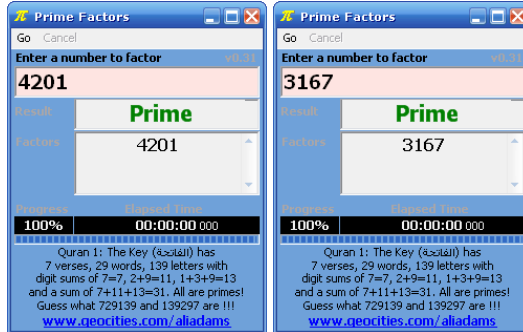 π Prime Factors
Go Cancel
Enter a number to factor v0.31
4201
Result Prime
Factors 4201
Progress Elapsed Time
100% 00:00:00 000
Quran 1: The Key (الفاتحة) has
7 verses, 29 words, 139 letters with
digit sums of 7=7, 2+9=11, 1+3+9=13
and a sum of 7+11+13=31. All are primes!
Guess what 729139 and 139297 are !!!
www.geocities.com/aliadams
π Prime Factors
Go Cancel
Enter a number to factor v0.31
3167
Result Prime
Factors 3167
Progress Elapsed Time
100% 00:00:00 000
Quran 1: The Key (الفاتحة) has
7 verses, 29 words, 139 letters with
digit sums of 7=7, 2+9=11, 1+3+9=13
and a sum of 7+11+13=31. All are primes!
Guess what 729139 and 139297 are !!!
www.geocities.com/aliadams